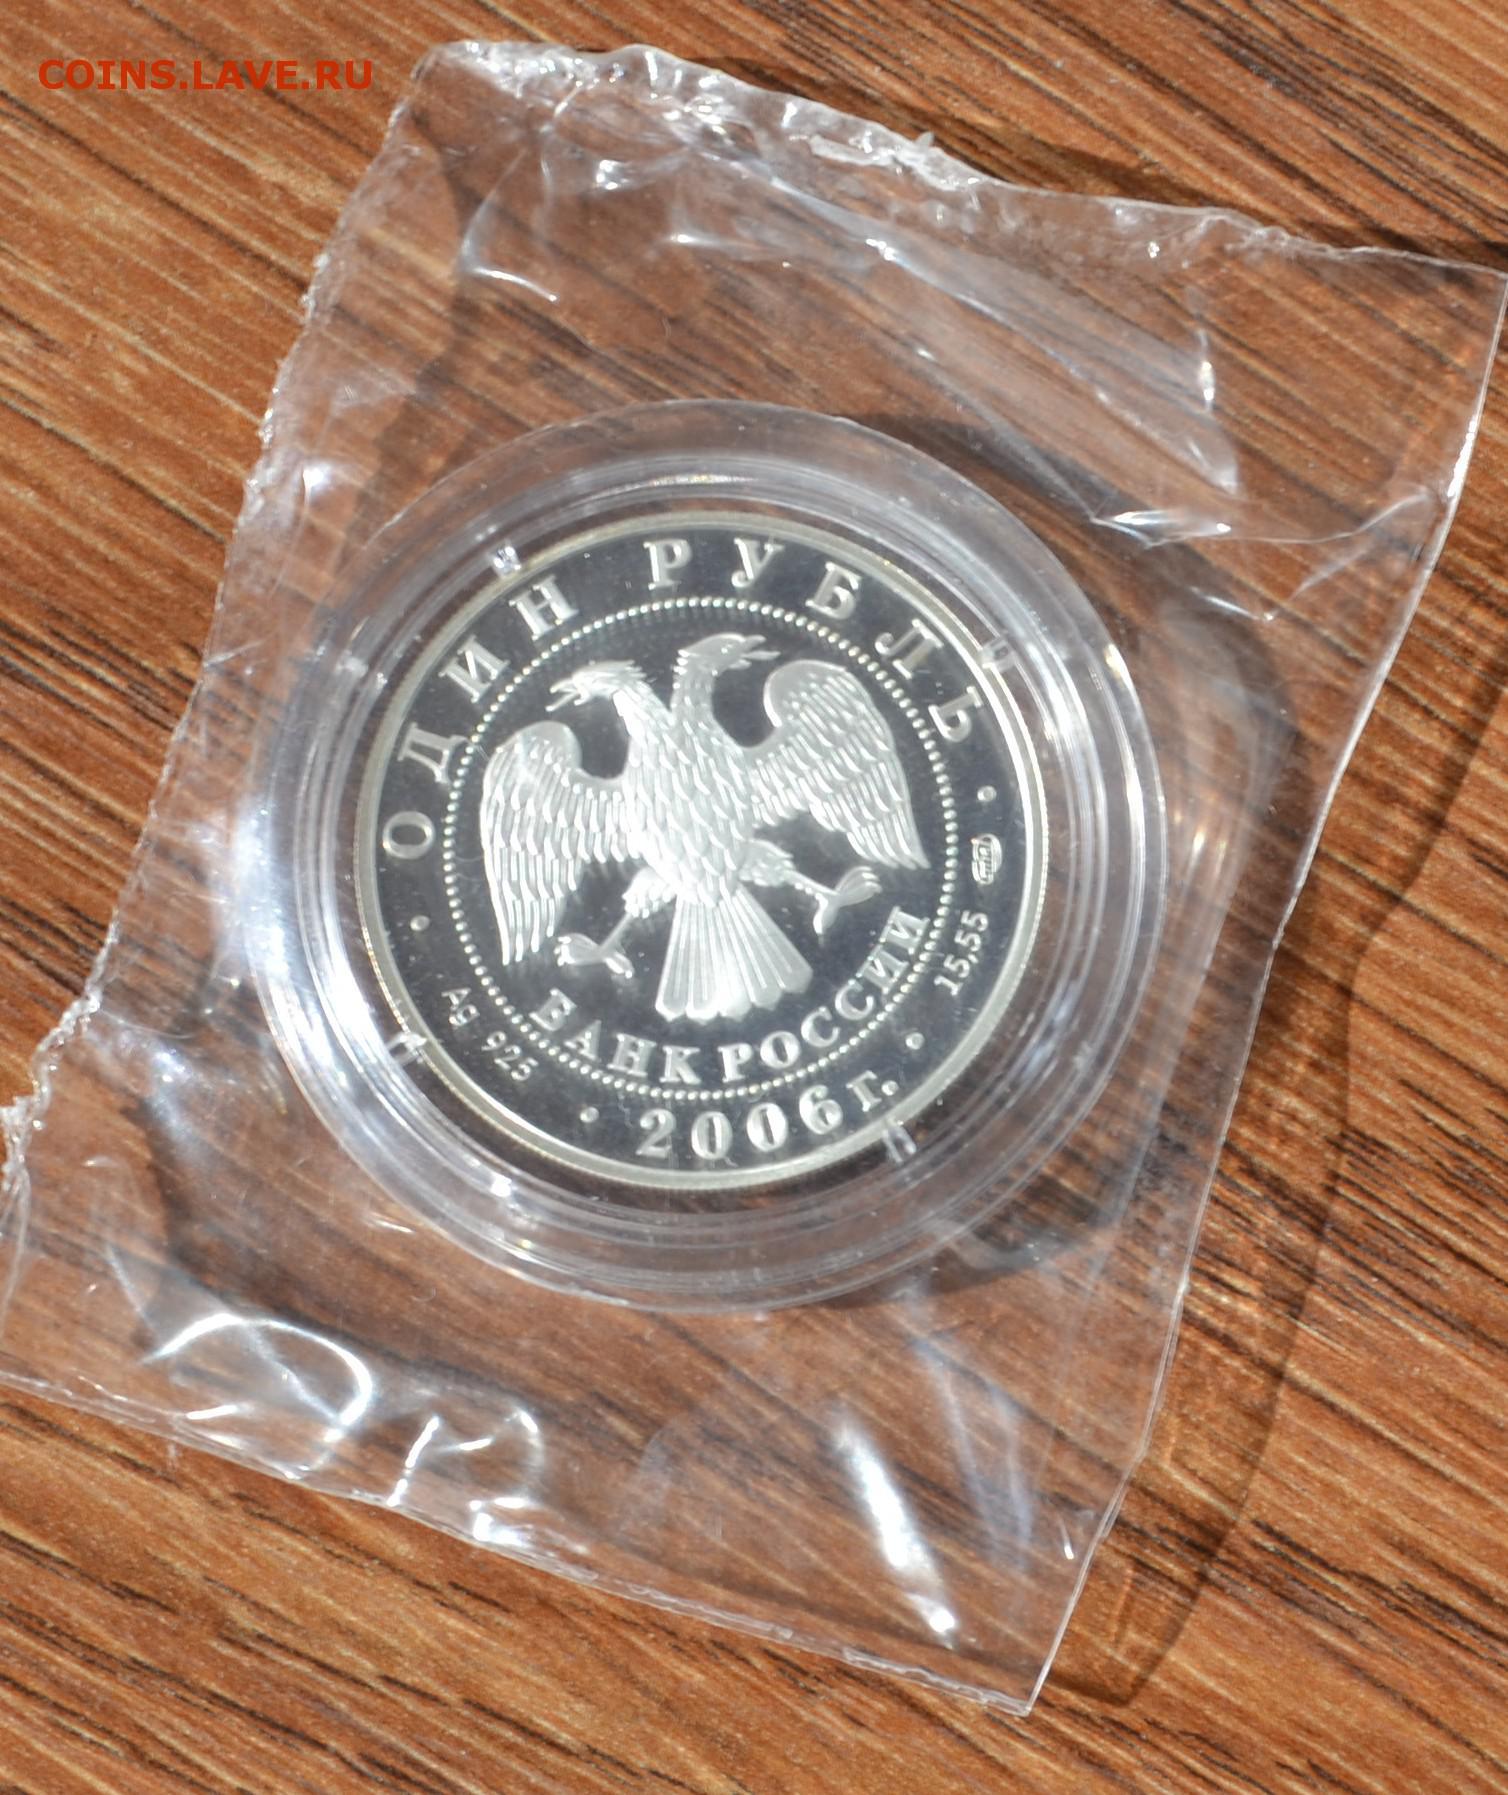 COINS.LAVE.RU
ОДИН РУБЛЬ
БАНК РОССИИ
Ag 925
15,55
2006 г.